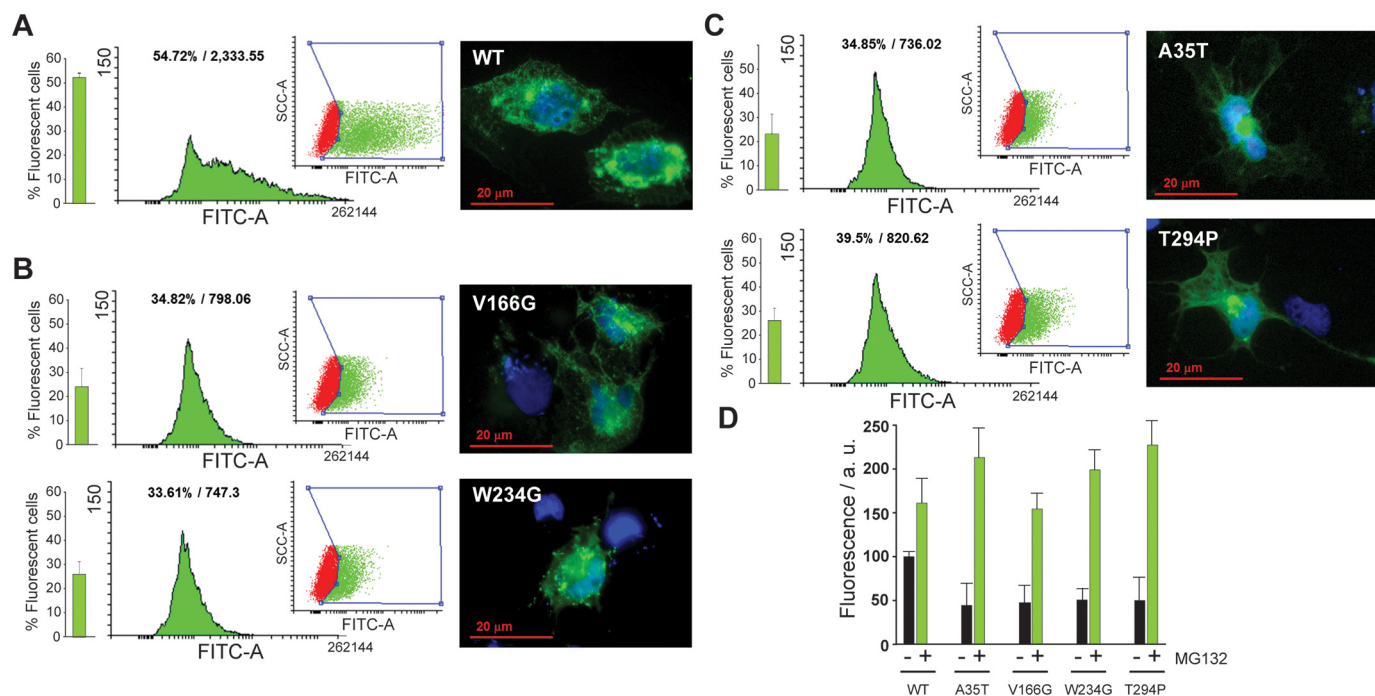 A
% Fluorescent cells
60
50
40
30
20
10
0
150
54.72% / 2,333.55
FITC-A
262144
SCC-A
FITC-A
WT
20 µm
B
% Fluorescent cells
60
50
40
30
20
10
0
150
34.82% / 798.06
FITC-A
262144
SCC-A
FITC-A
V166G
20 µm
% Fluorescent cells
60
50
40
30
20
10
0
150
33.61% / 747.3
FITC-A
262144
SCC-A
FITC-A
W234G
20 µm
C
% Fluorescent cells
60
50
40
30
20
10
0
150
34.85% / 736.02
FITC-A
262144
SCC-A
FITC-A
A35T
20 µm
% Fluorescent cells
60
50
40
30
20
10
0
150
39.5% / 820.62
FITC-A
262144
SCC-A
FITC-A
T294P
20 µm
D
Fluorescence / a. u.
250
200
150
100
50
0
- + - + - + - + - + MG132
WT A35T V166G W234G T294P